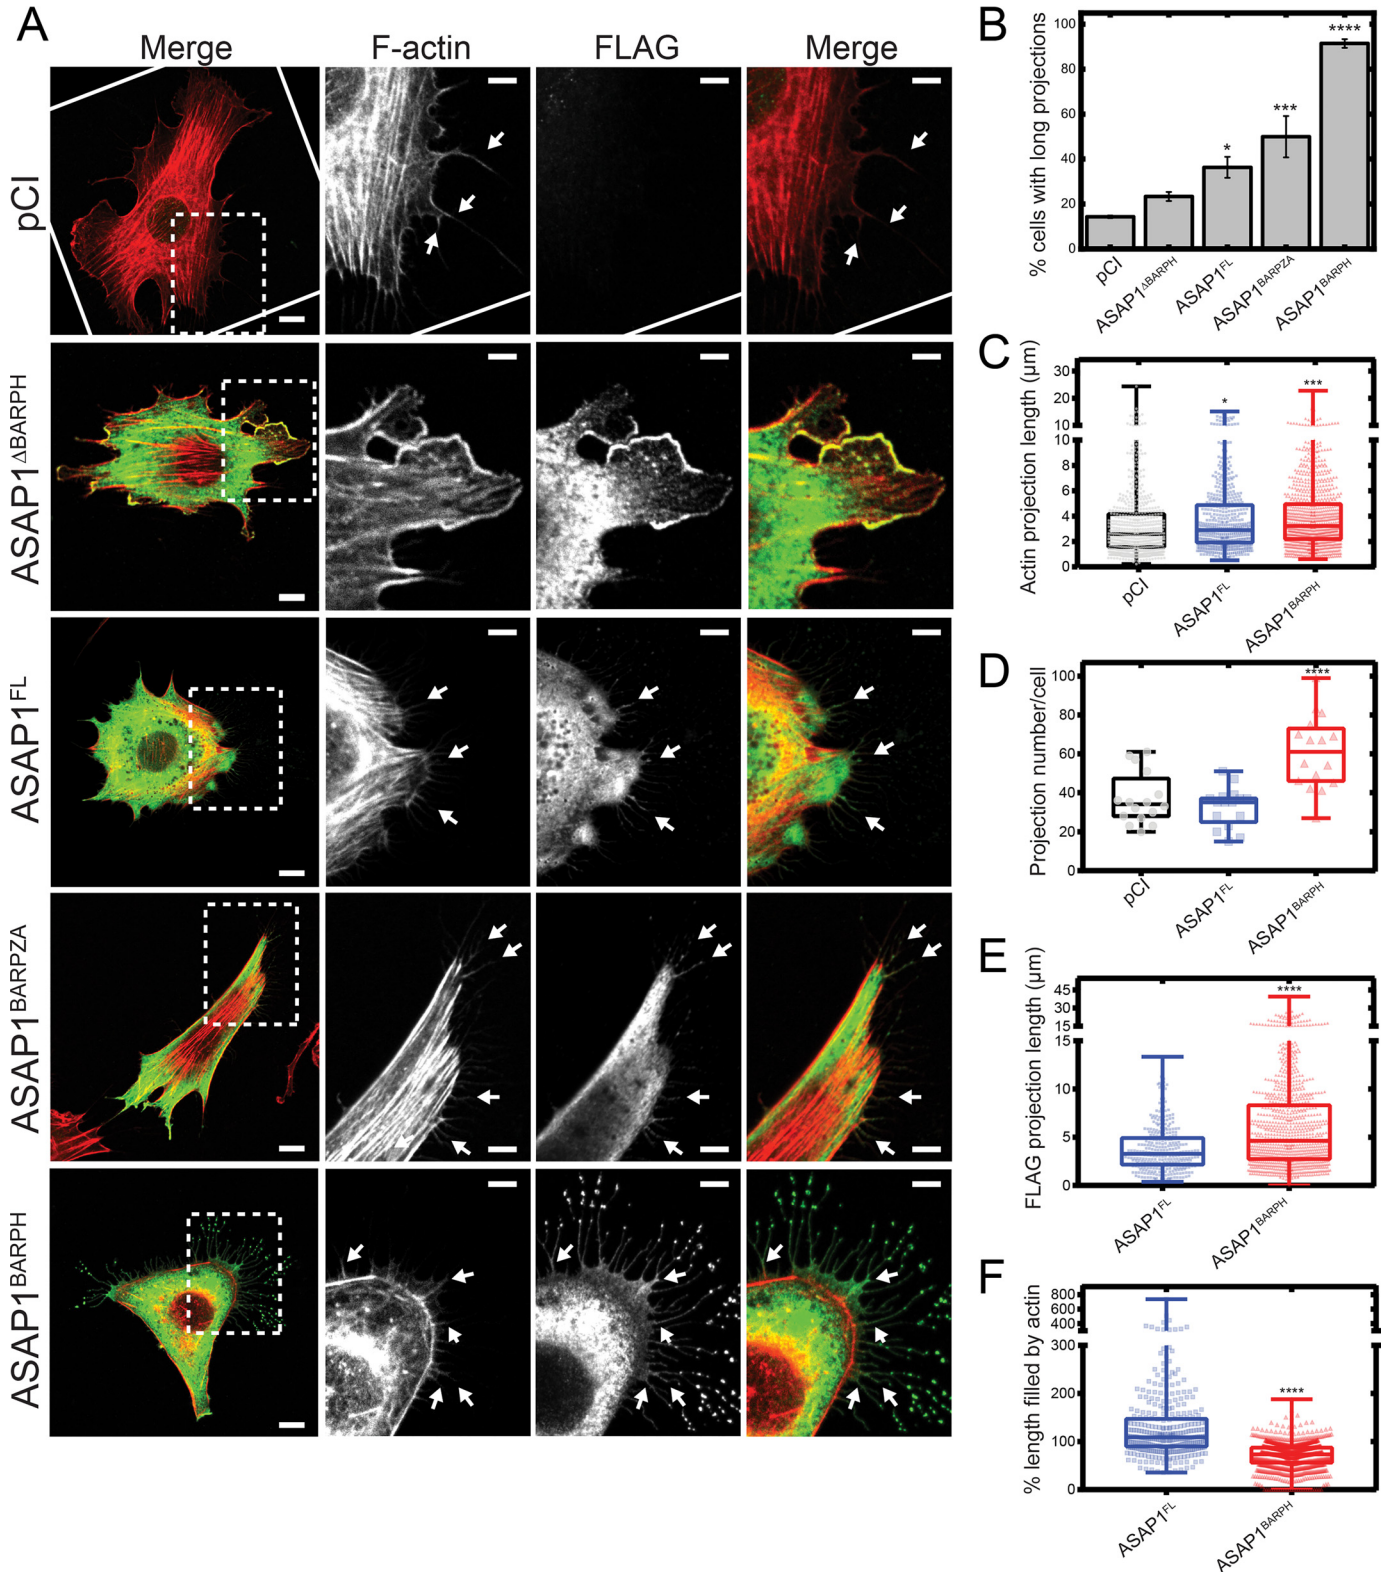 A
Merge
F-actin
FLAG
Merge
pCI
ASAP1ΔBARPH
ASAP1FL
ASAP1BARPZA
ASAP1BARPH
B
% cells with long projections
100
80
60
40
20
0
*
***
****
pCI
ASAP1ΔBARPH
ASAP1FL
ASAP1BARPZA
ASAP1BARPH
C
Actin projection length (µm)
30
20
10
10
8
6
4
2
0
*
***
pCI
ASAP1FL
ASAP1BARPH
D
Projection number/cell
100
80
60
40
20
0
****
pCI
ASAP1FL
ASAP1BARPH
E
FLAG projection length (µm)
45
30
15
15
10
5
0
****
ASAP1FL
ASAP1BARPH
F
% length filled by actin
800
600
400
300
200
100
0
****
ASAP1FL
ASAP1BARPH